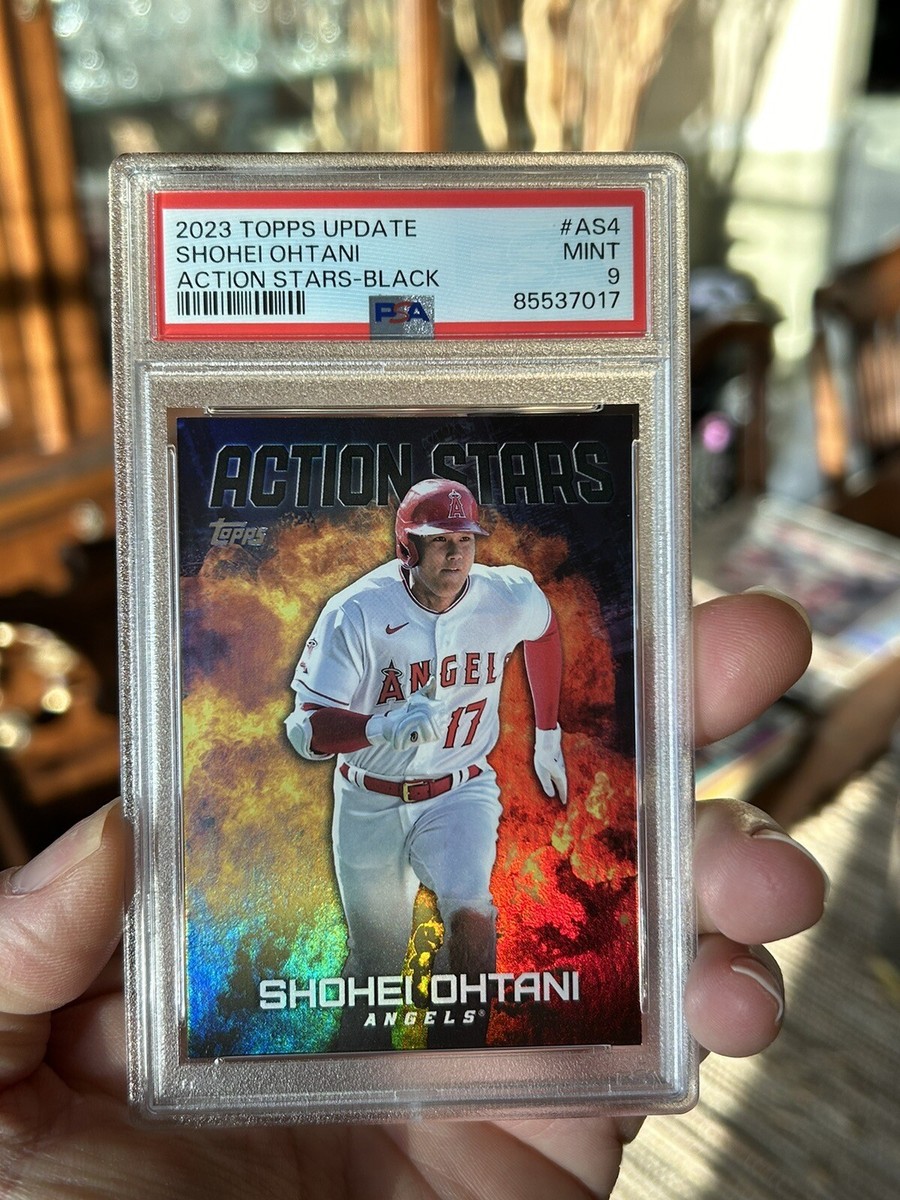 2023 TOPPS UPDATE #AS4
SHOHEI OHTANI MINT
ACTION STARS-BLACK 9
PSA 85537017
ACTION STARS
Topps
A
ANGELS
17
SHOHEI OHTANI
ANGELS®